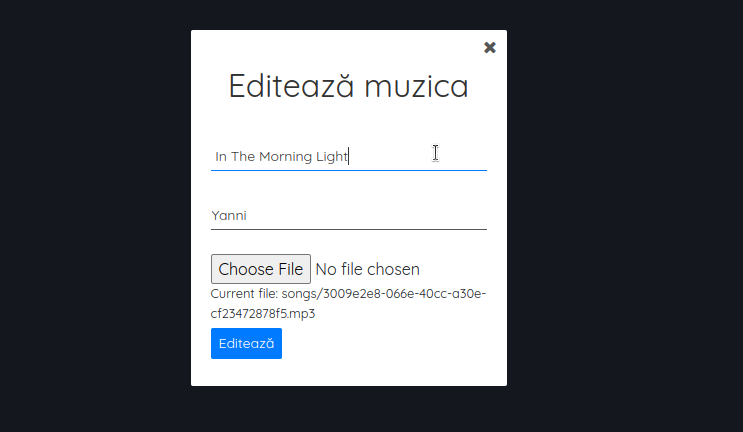 Editează muzica
In The Morning Light
Yanni
Choose File No file chosen
Current file: songs/3009e2e8-066e-40cc-a30e-
cf23472878f5.mp3
Editează